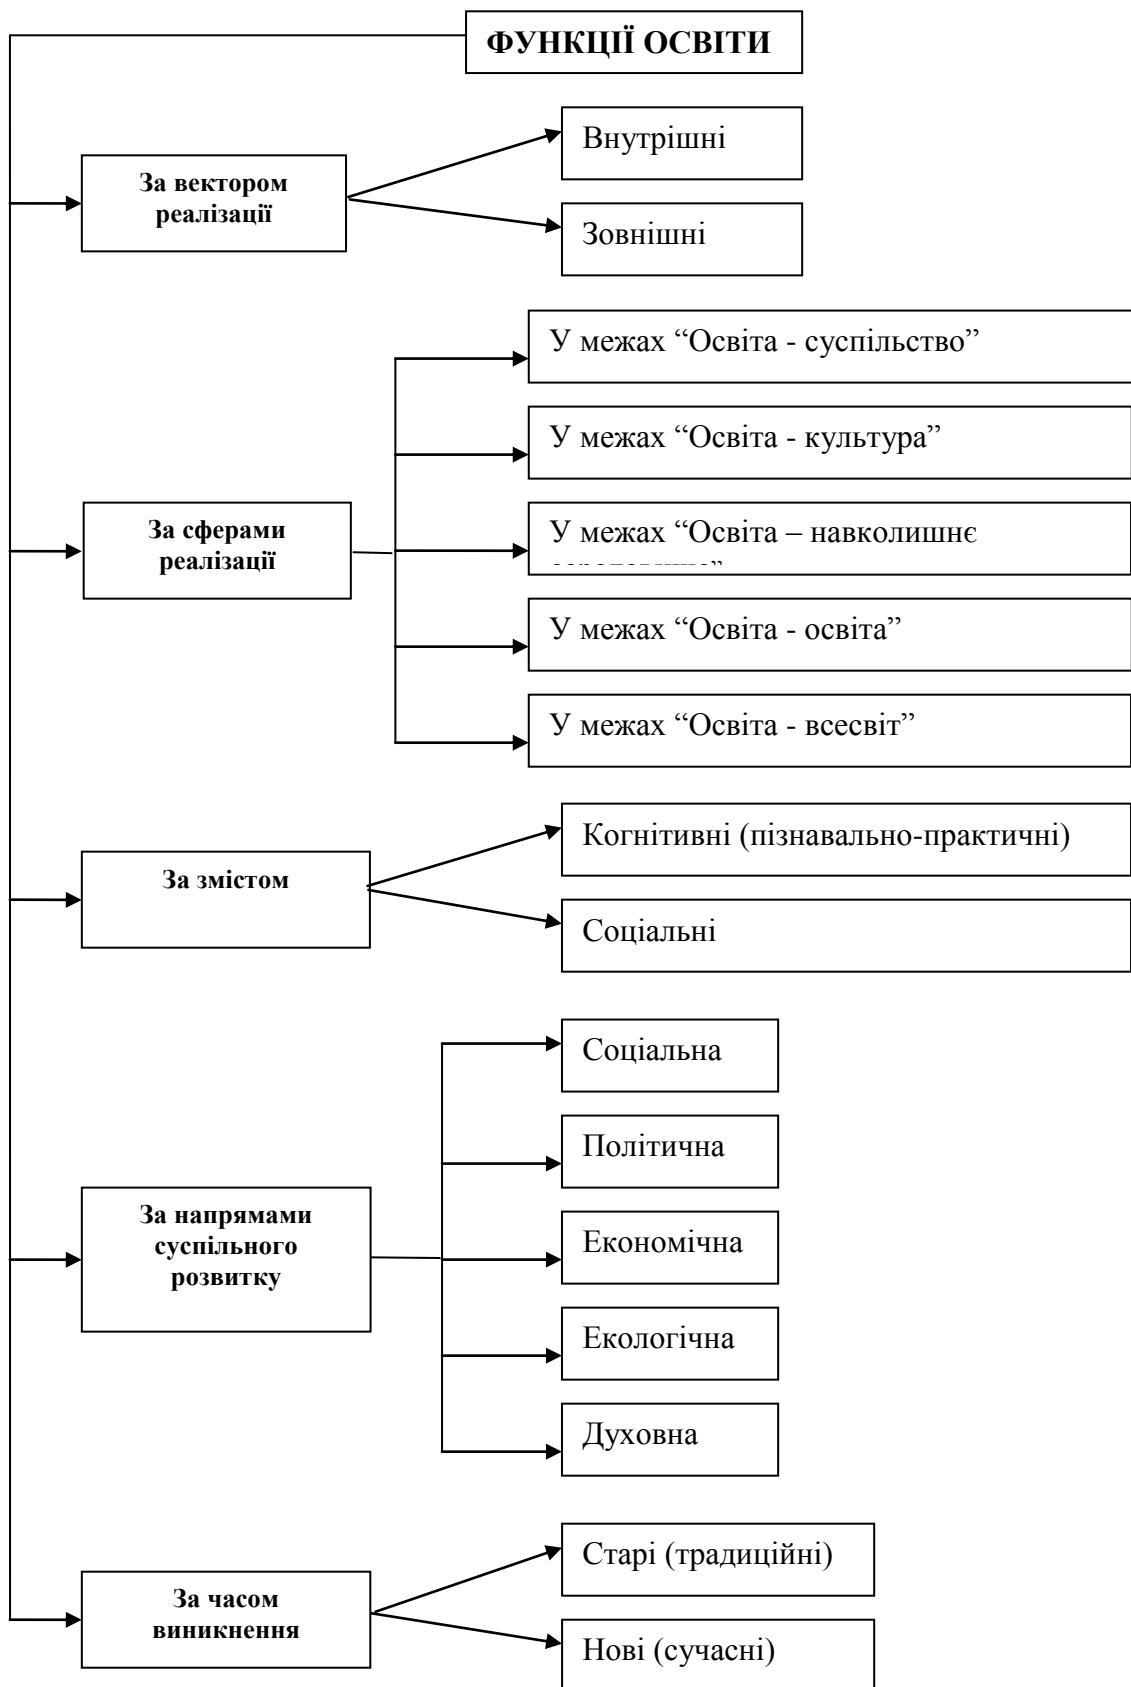 ФУНКЦІЇ ОСВІТИ
За вектором
реалізації
Внутрішні
Зовнішні
За сферами
реалізації
У межах “Освіта - суспільство”
У межах “Освіта - культура”
У межах “Освіта – навколишнє
У межах “Освіта - освіта”
У межах “Освіта - всесвіт”
За змістом
Когнітивні (пізнавально-практичні)
Соціальні
За напрямами
суспільного
розвитку
Соціальна
Політична
Економічна
Екологічна
Духовна
За часом
виникнення
Старі (традиційні)
Нові (сучасні)